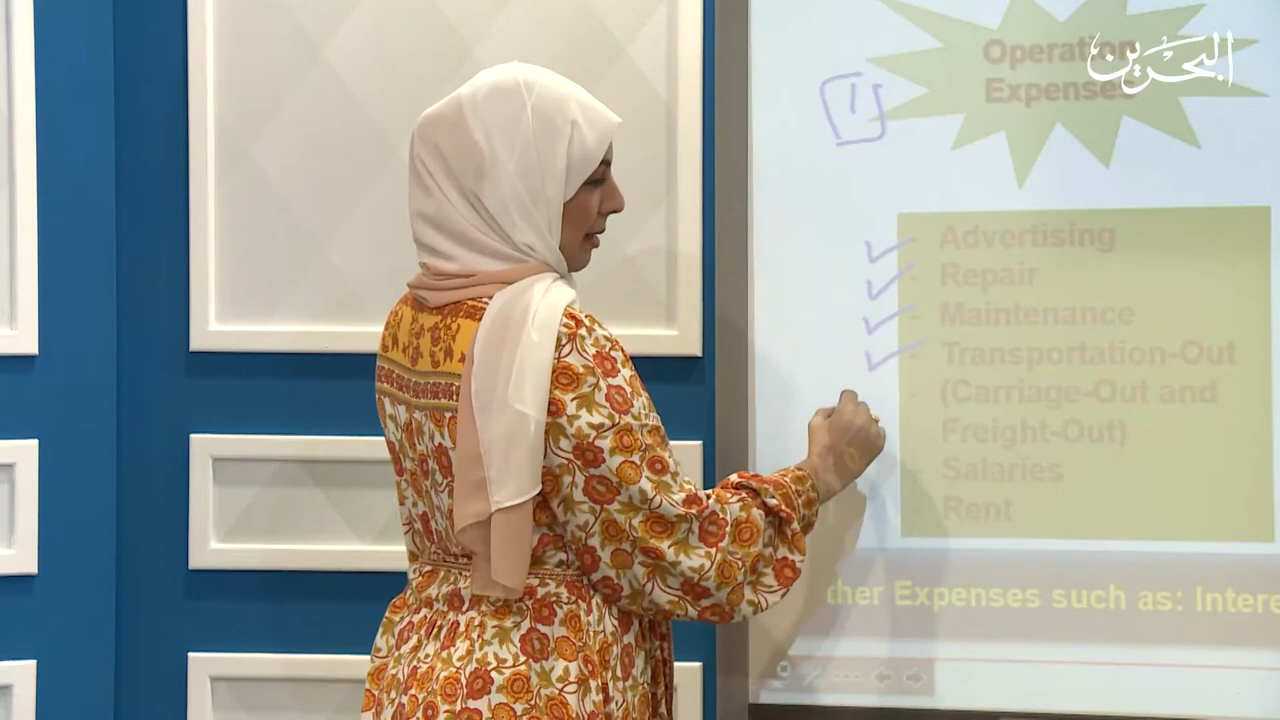 البحرين
Operation
Expenses
1
- Advertising
- Repair
- Maintenance
- Transportation-Out
(Carriage-Out and
Freight-Out)
- Salaries
- Rent
ther Expenses such as: Intere